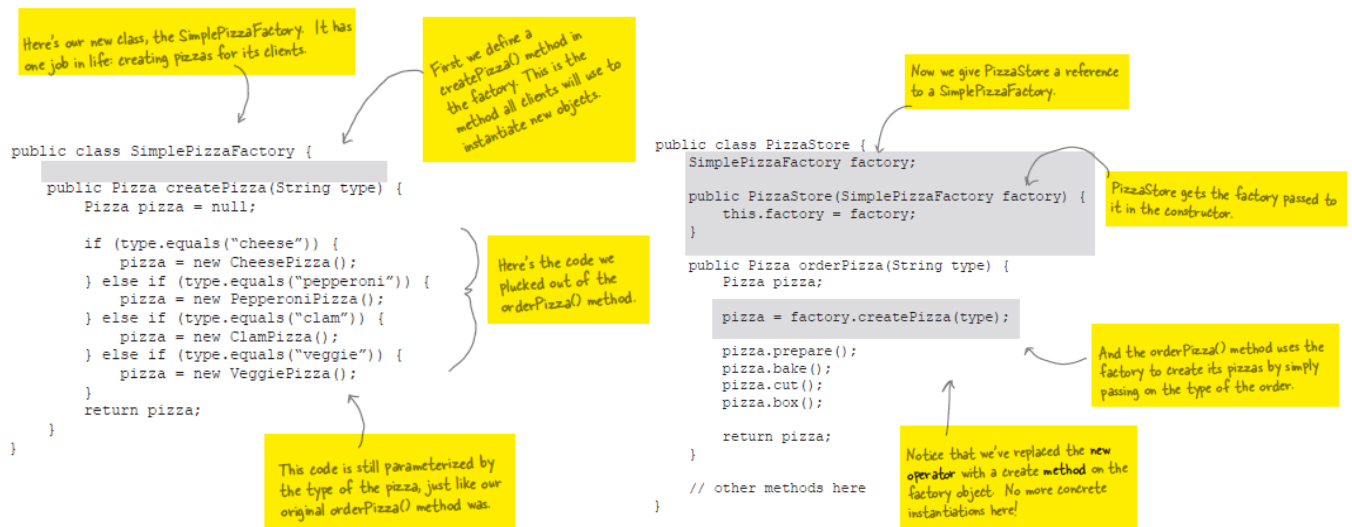 Here's our new class, the SimplePizzaFactory. It has
one job in life: creating pizzas for its clients.
First we define a
createPizza() method in
the factory. This is the
method all clients will use to
instantiate new objects.
public class SimplePizzaFactory {
public Pizza createPizza(String type) {
Pizza pizza = null;
if (type.equals(“cheese”)) {
pizza = new CheesePizza();
} else if (type.equals(“pepperoni”)) {
pizza = new PepperoniPizza();
} else if (type.equals(“clam”)) {
pizza = new ClamPizza();
} else if (type.equals(“veggie”)) {
pizza = new VeggiePizza();
}
return pizza;
}
}
Here's the code we
plucked out of the
orderPizza() method.
This code is still parameterized by
the type of the pizza, just like our
original orderPizza() method was.
Now we give PizzaStore a reference
to a SimplePizzaFactory.
public class PizzaStore {
SimplePizzaFactory factory;
public PizzaStore(SimplePizzaFactory factory) {
this.factory = factory;
}
public Pizza orderPizza(String type) {
Pizza pizza;
pizza = factory.createPizza(type);
pizza.prepare();
pizza.bake();
pizza.cut();
pizza.box();
return pizza;
}
// other methods here
}
PizzaStore gets the factory passed to
it in the constructor.
And the orderPizza() method uses the
factory to create its pizzas by simply
passing on the type of the order.
Notice that we've replaced the new
operator with a create method on the
factory object. No more concrete
instantiations here!